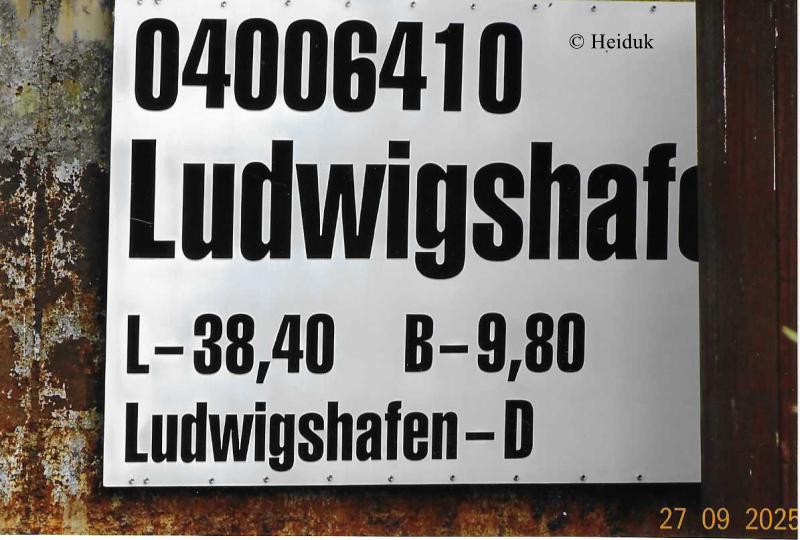 04006410
© Heiduk
Ludwigshafe
L–38,40 B–9,80
Ludwigshafen–D
27 09 2025